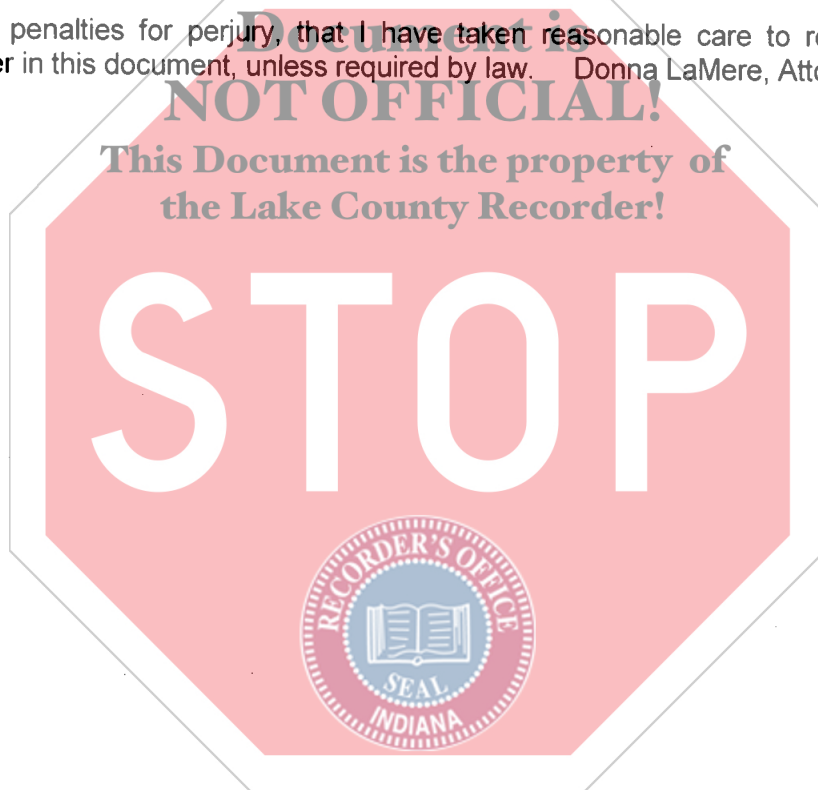 penalties for perjury, that I have taken reasonable care to
in this document, unless required by law. Donna LaMere,
Document is
NOT OFFICIAL!
This Document is the property of
the Lake County Recorder!
STOP
RECORDER'S OFFICE
SEAL
INDIANA